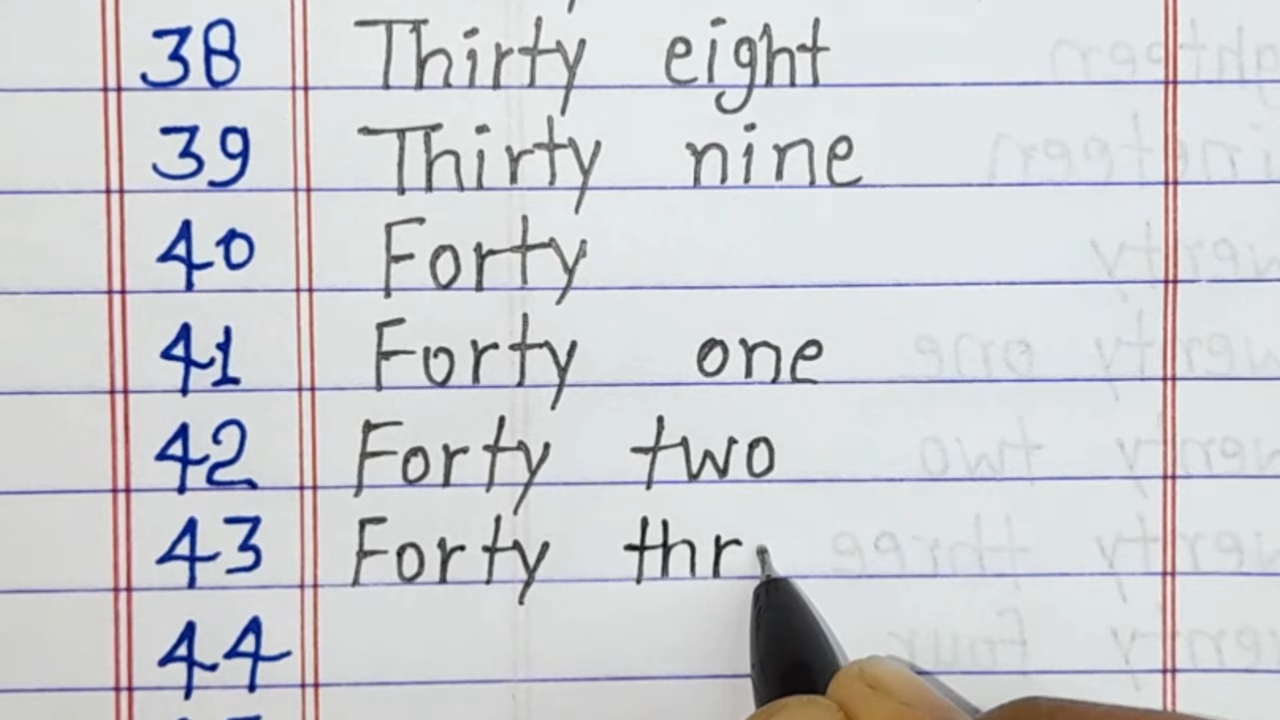 38 Thirty eight
39 Thirty nine
40 Forty
41 Forty one
42 Forty two
43 Forty thr
44